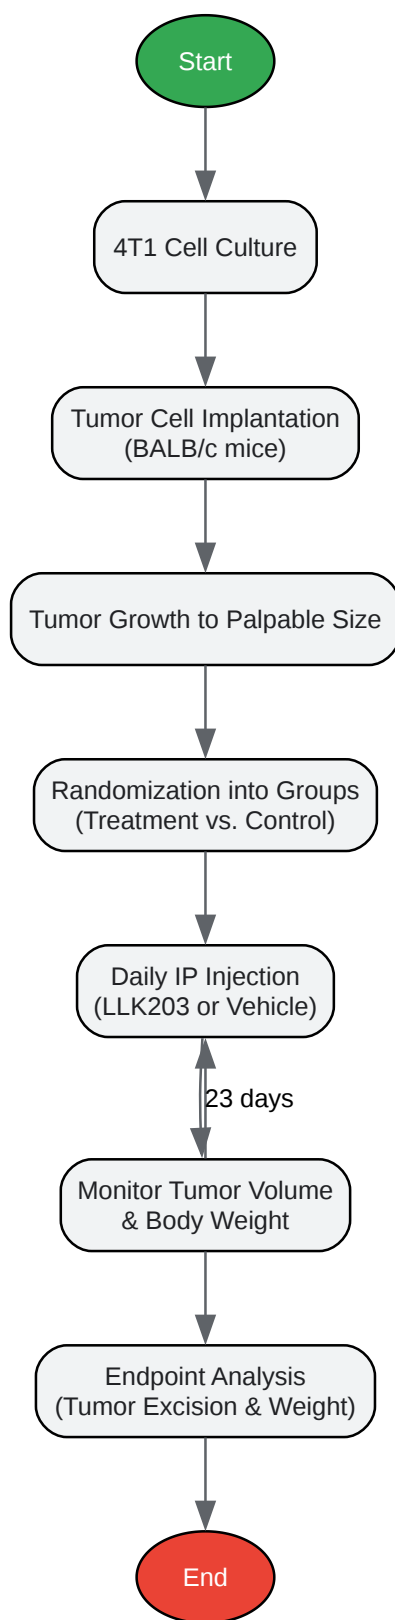 Start
4T1 Cell Culture
Tumor Cell Implantation
(BALB/c mice)
Tumor Growth to Palpable Size
Randomization into Groups
(Treatment vs. Control)
Daily IP Injection
(LLK203 or Vehicle)
23 days
Monitor Tumor Volume
& Body Weight
Endpoint Analysis
(Tumor Excision & Weight)
End